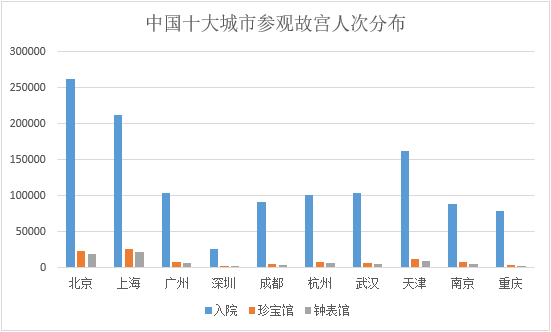 中国十大城市参观故宫人次分布
300000
250000
200000
150000
100000
50000
0
北京 上海 广州 深圳 成都 杭州 武汉 天津 南京 重庆
入院 珍宝馆 钟表馆